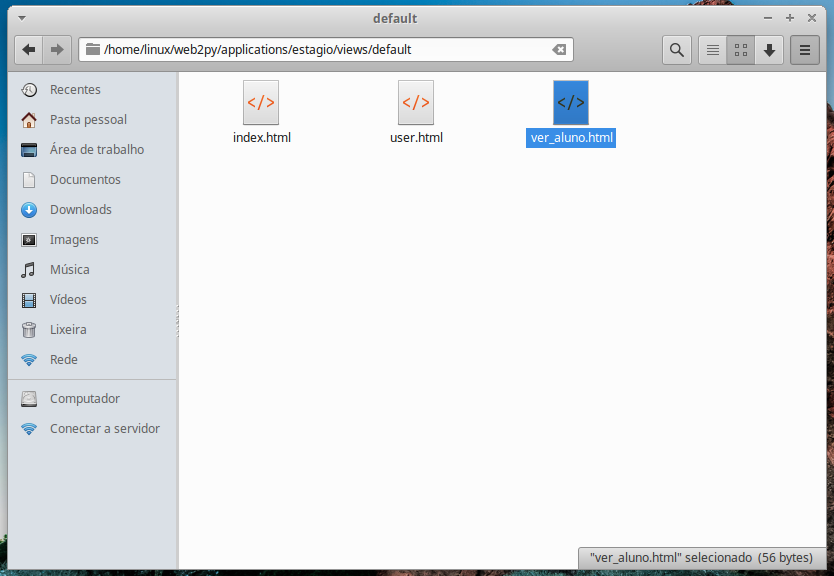 default
/home/linux/web2py/applications/estagio/views/default
Recentes
Pasta pessoal
Área de trabalho
Documentos
Downloads
Imagens
Música
Vídeos
Lixeira
Rede
Computador
Conectar a servidor
</>
</>
</>
index.html
user.html
ver_aluno.html
"ver_aluno.html" selecionado (56 bytes)